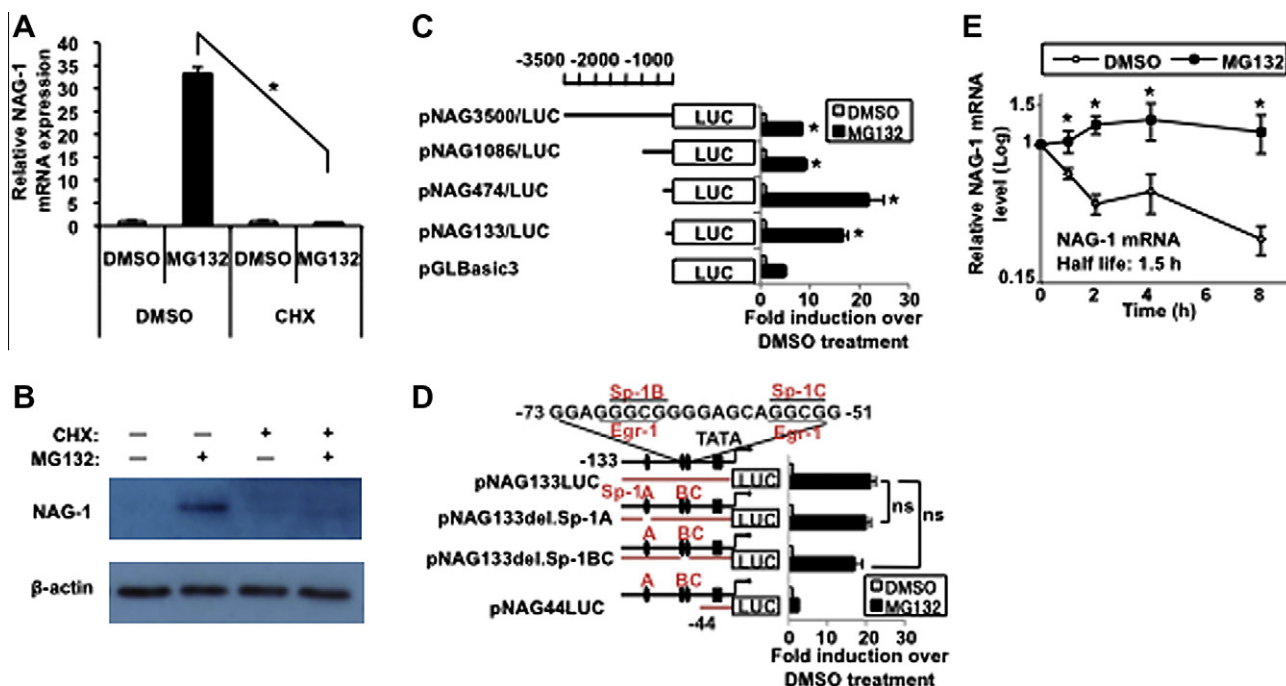 A
Relative NAG-1
mRNA expression
40
35
30
25
20
15
10
5
0
*
DMSO
MG132
DMSO
MG132
DMSO
CHX
B
CHX: — — + +
MG132: — + — +
NAG-1
β-actin
C
-3500 -2000 -1000
pNAG3500/LUC
LUC
*
pNAG1086/LUC
LUC
*
pNAG474/LUC
LUC
*
pNAG133/LUC
LUC
*
pGLBasic3
LUC
DMSO
MG132
0 10 20 30
Fold induction over
DMSO treatment
D
Sp-1B Sp-1C
-73 GGAGGGCGGGGAGCAGGCGG -51
Egr-1 Egr-1
TATA
-133
pNAG133LUC
LUC
Sp-1A BC
pNAG133del.Sp-1A
LUC
A BC
pNAG133del.Sp-1BC
LUC
A BC
pNAG44LUC
LUC
-44
ns
ns
DMSO
MG132
0 10 20 30
Fold induction over
DMSO treatment
E
DMSO MG132
Relative NAG-1 mRNA
level (Log)
1.5
1
0.15
* * * *
NAG-1 mRNA
Half life: 1.5 h
0 2 4 6 8
Time (h)